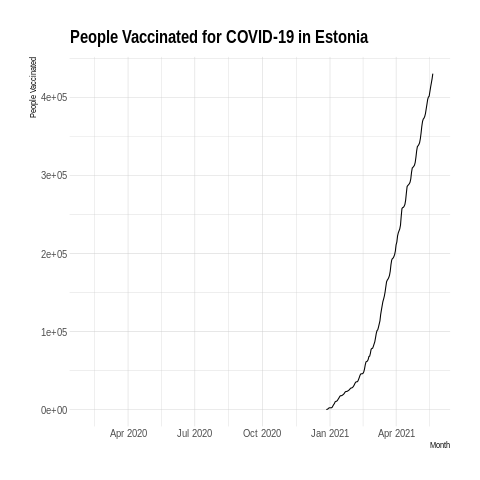 People Vaccinated for COVID-19 in Estonia
People Vaccinated
4e+05
3e+05
2e+05
1e+05
0e+00
Apr 2020 Jul 2020 Oct 2020 Jan 2021 Apr 2021
Month